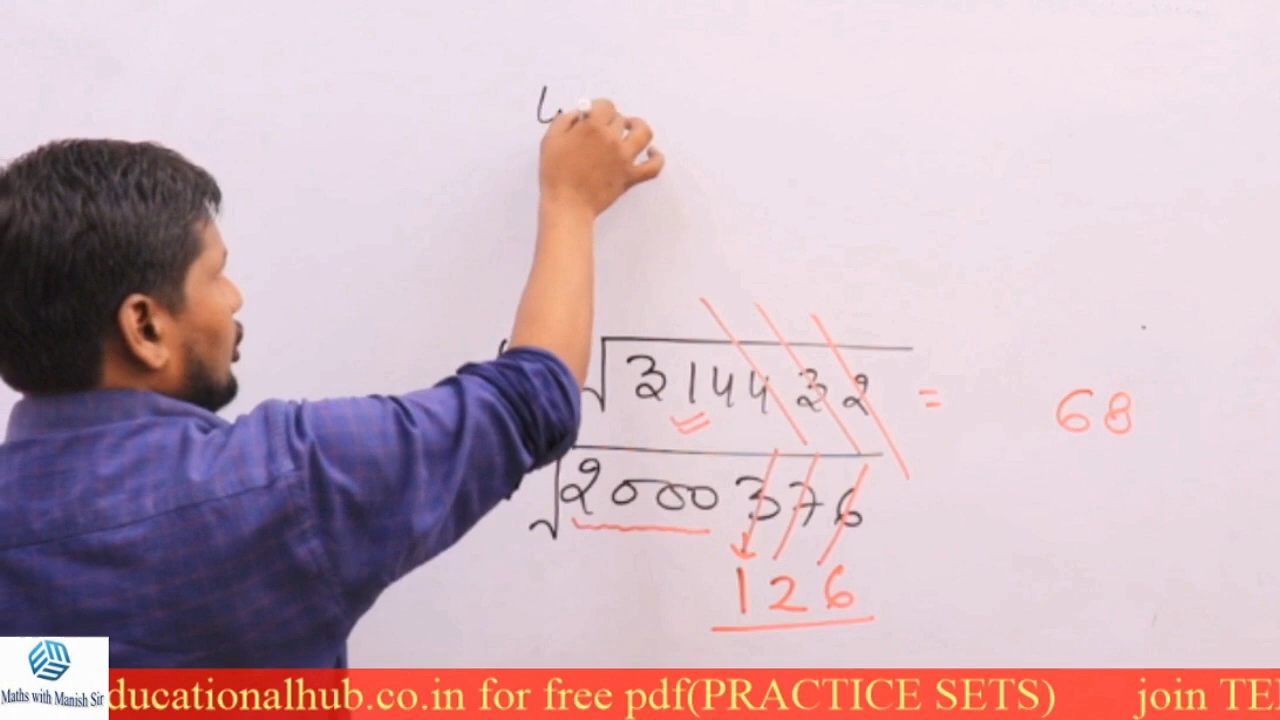 √314432 = 68
√2000376
126
Maths with Manish Sir
ducationalhub.co.in for free pdf(PRACTICE SETS) join TE